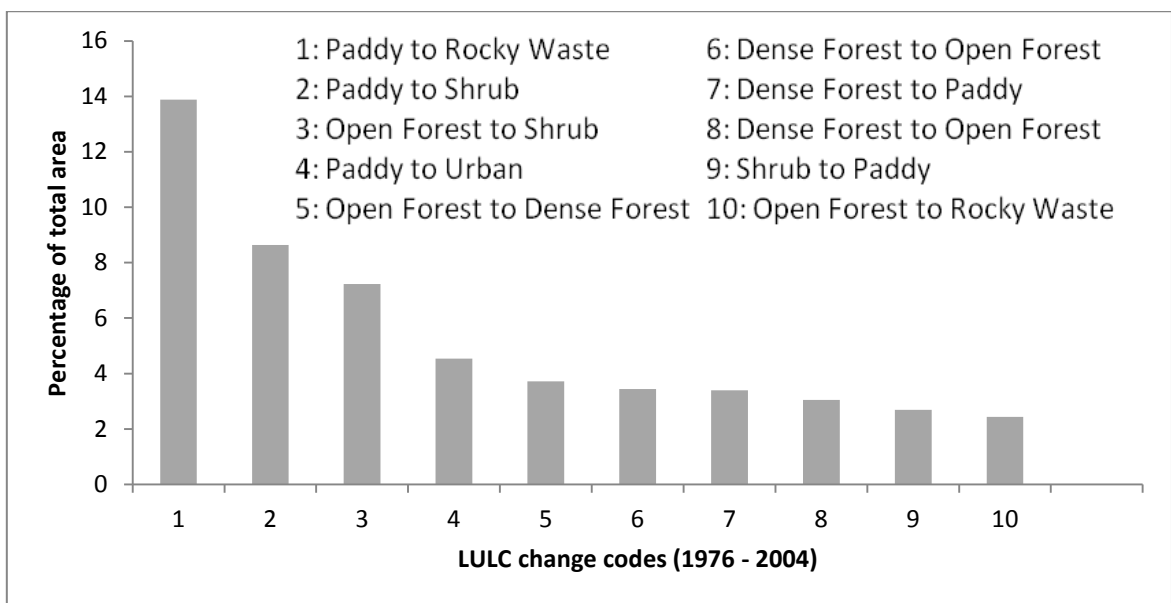 16
14
12
10
8
6
4
2
0
Percentage of total area
1: Paddy to Rocky Waste
2: Paddy to Shrub
3: Open Forest to Shrub
4: Paddy to Urban
5: Open Forest to Dense Forest
6: Dense Forest to Open Forest
7: Dense Forest to Paddy
8: Dense Forest to Open Forest
9: Shrub to Paddy
10: Open Forest to Rocky Waste
1 2 3 4 5 6 7 8 9 10
LULC change codes (1976 - 2004)